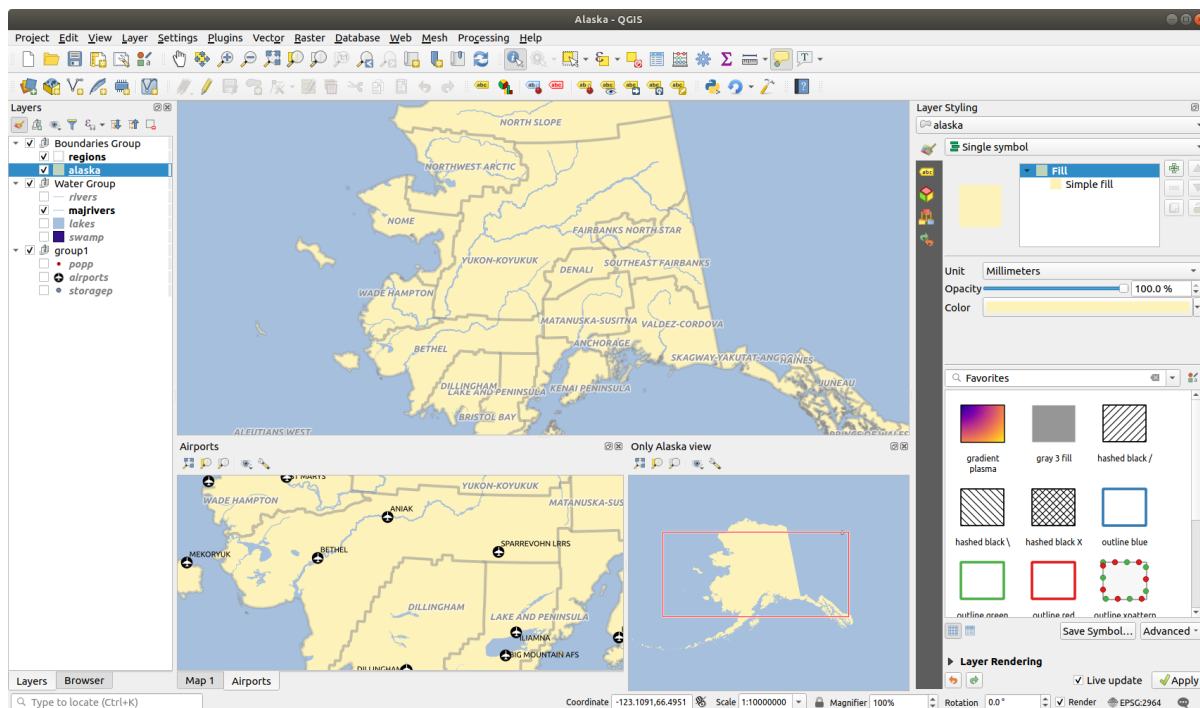 Alaska - QGIS
Project Edit View Layer Settings Plugins Vector Raster Database Web Mesh Processing Help
Layers
Boundaries Group
regions
alaska
Water Group
rivers
majrivers
lakes
swamp
group1
popp
airports
storagep
Layers Browser
Type to locate (Ctrl+K)
NORTH SLOPE
NORTHWEST ARCTIC
NOME
FAIRBANKS NORTH STAR
YUKON-KOYUKUK
SOUTHEAST FAIRBANKS
DENALI
WADE HAMPTON
MATANUSKA-SUSITNA
VALDEZ-CORDOVA
ANCHORAGE
BETHEL
HAINES
JUNEAU
DILLINGHAM
LAKE AND PENINSULA
KENAI PENINSULA
BRISTOL BAY
ALEUTIANS WEST
Airports
ST MARYS
YUKON-KOYUKUK
WADE HAMPTON
MATANUSKA-SUS
ANIAK
SPARREVOHN LRRS
BETHEL
MEKORYUK
DILLINGHAM
LAKE AND PENINSULA
ILIAMNA
BIG MOUNTAIN AFS
DILLINGHAM
Map 1 Airports
Only Alaska view
Layer Styling
alaska
Single symbol
Fill
Simple fill
Unit Millimeters
Opacity 100.0 %
Color
Favorites
gradient plasma
gray 3 fill
hashed black /
hashed black \
hashed black X
outline blue
outline green
outline red
outline xpattern
Save Symbol... Advanced
Layer Rendering
Live update Apply
Coordinate -123.1091,66.4951 Scale 1:10000000 Magnifier 100% Rotation 0.0° Render EPSG:2964